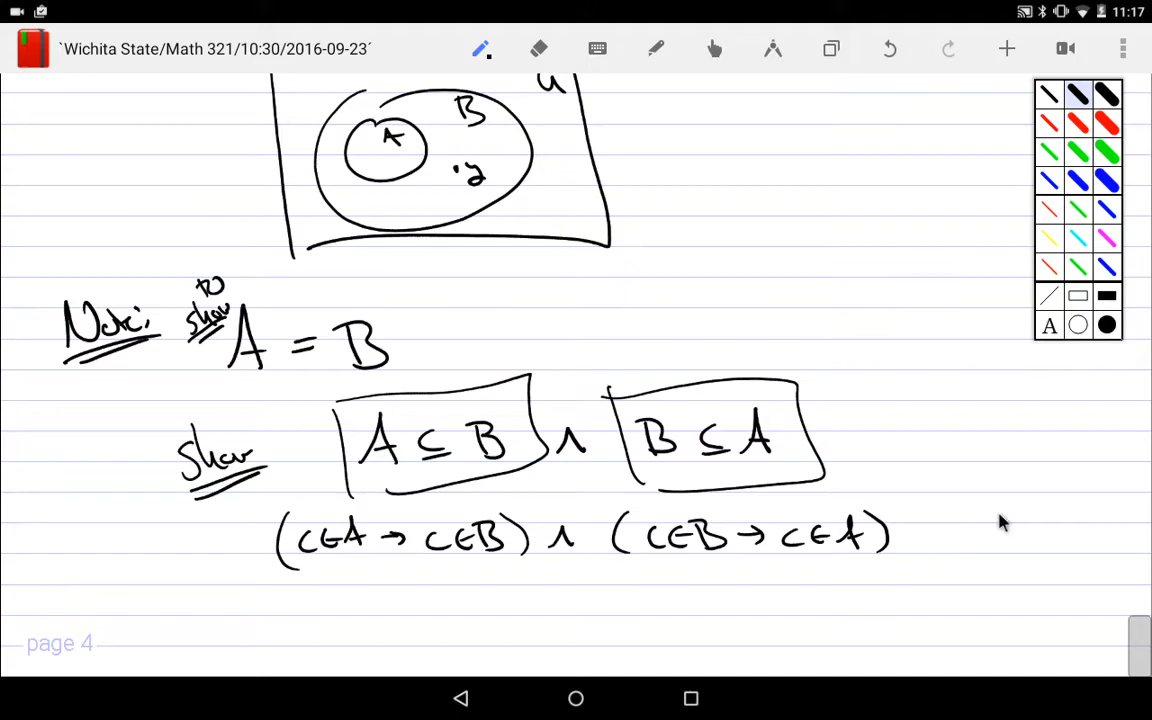 11:17
`Wichita State/Math 321/10:30/2016-09-23´
U
B
A
.y
Note: to show A = B
A
show A ⊆ B ∧ B ⊆ A
(c∈A → c∈B) ∧ (c∈B → c∈A)
page 4